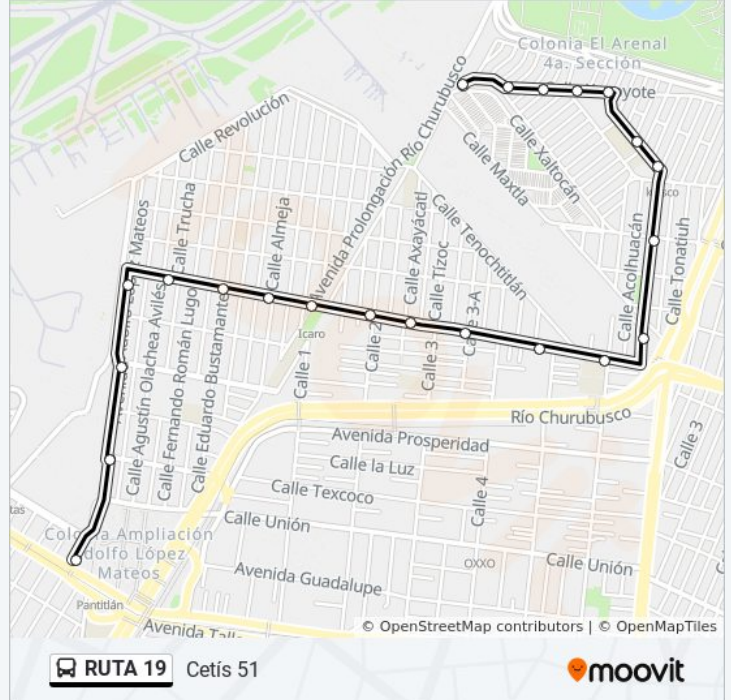 Colonia El Arenal
4a. Sección
Calle Revolución
Avenida Prolongación Río Churubusco
Calle Xaltocán
Calle Maxtla
Calle Trucha
Calle Almeja
Calle Axayácatl
Calle Tizoc
Calle Tenochtitlán
Calle Acolhuacán
Calle Tonatiuh
Calle Agustín Olachea Avilés
Calle Fernando Román Lugo
Calle Eduardo Bustamante
Icaro
Calle 1
Calle 2
Calle 3
Calle 3-A
Río Churubusco
Calle 3
Avenida Prosperidad
Calle la Luz
Calle 4
Calle Texcoco
Calle Unión
Calle Unión
OXXO
Colonia Ampliación
Adolfo López
Mateos
Avenida Guadalupe
Pantitlán
© OpenStreetMap contributors | © OpenMapTiles
RUTA 19 Cetís 51
moovit